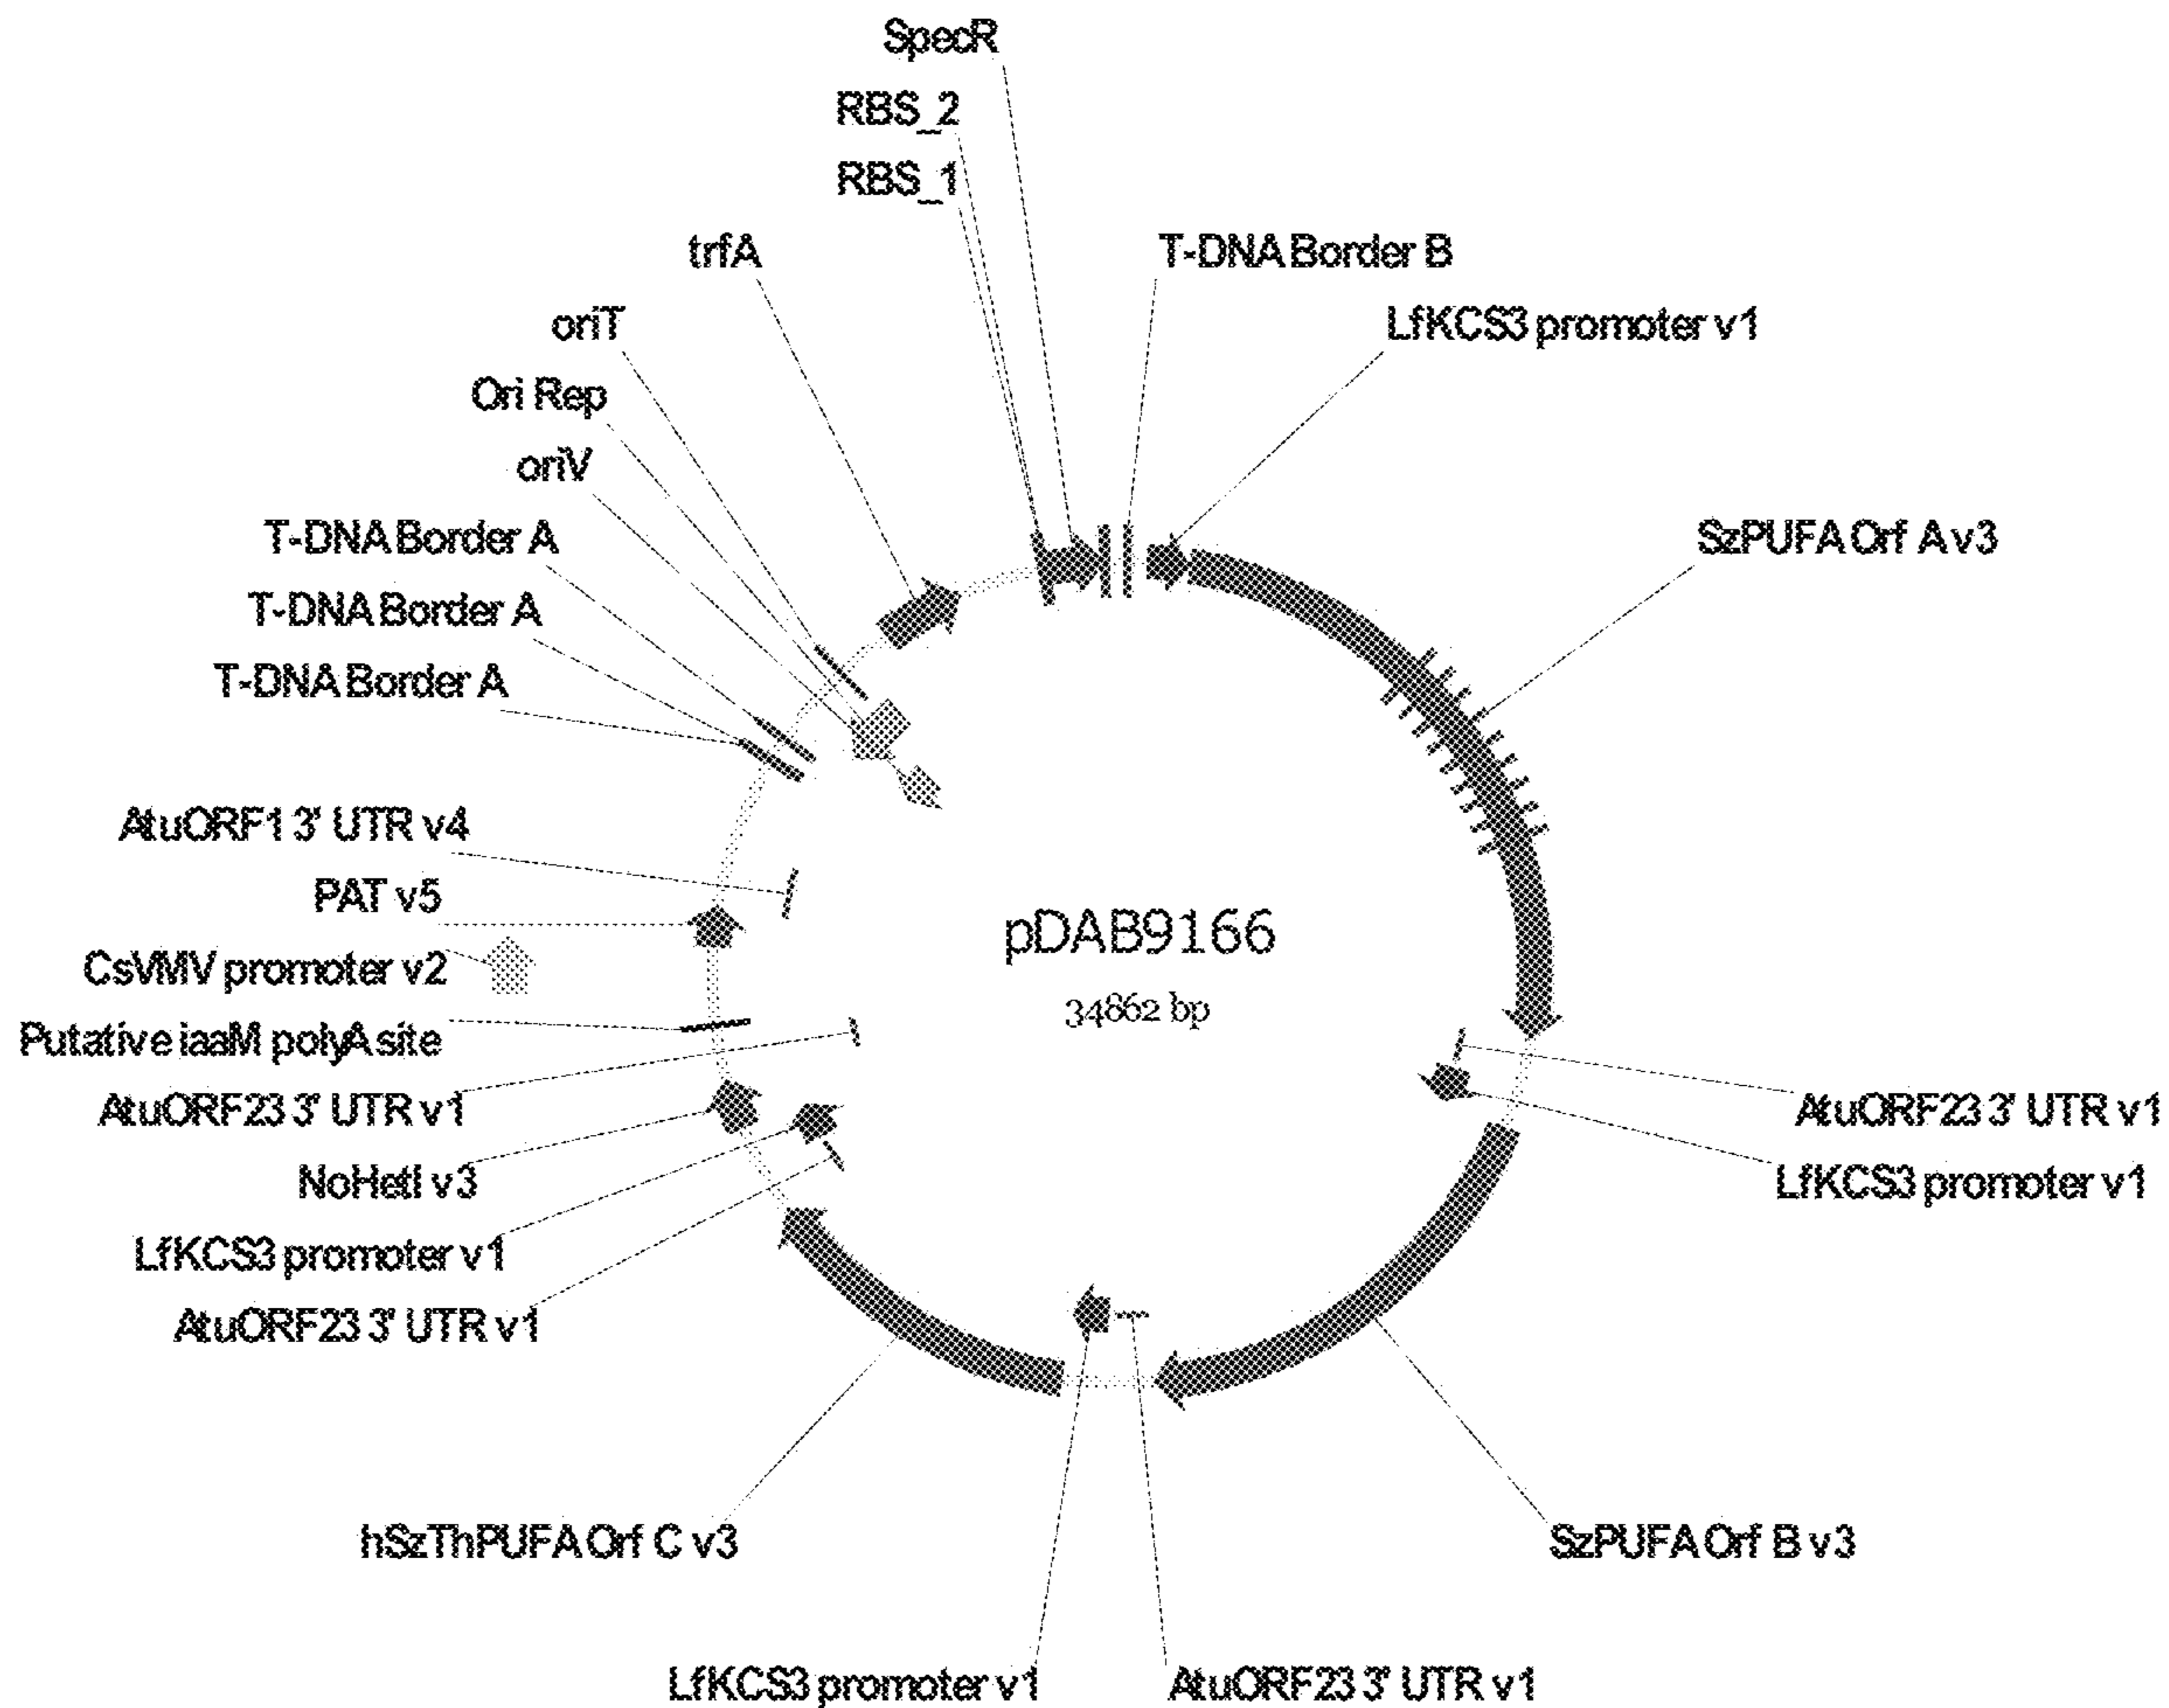 SpecR
RBS_2
RBS_1
trfA
T-DNA Border B
oriT
LfKCS3 promoter v1
Ori Rep
oriV
T-DNA Border A
SzPUFA Orf A v3
T-DNA Border A
T-DNA Border A
AtuORF1 3' UTR v4
PAT v5
pDAB9166
CsVMV promoter v2
34862 bp
Putative iaaM polyA site
AtuORF23 3' UTR v1
AtuORF23 3' UTR v1
NoHetI v3
LfKCS3 promoter v1
LfKCS3 promoter v1
AtuORF23 3' UTR v1
hSzThPUFA Orf C v3
SzPUFA Orf B v3
LfKCS3 promoter v1
AtuORF23 3' UTR v1